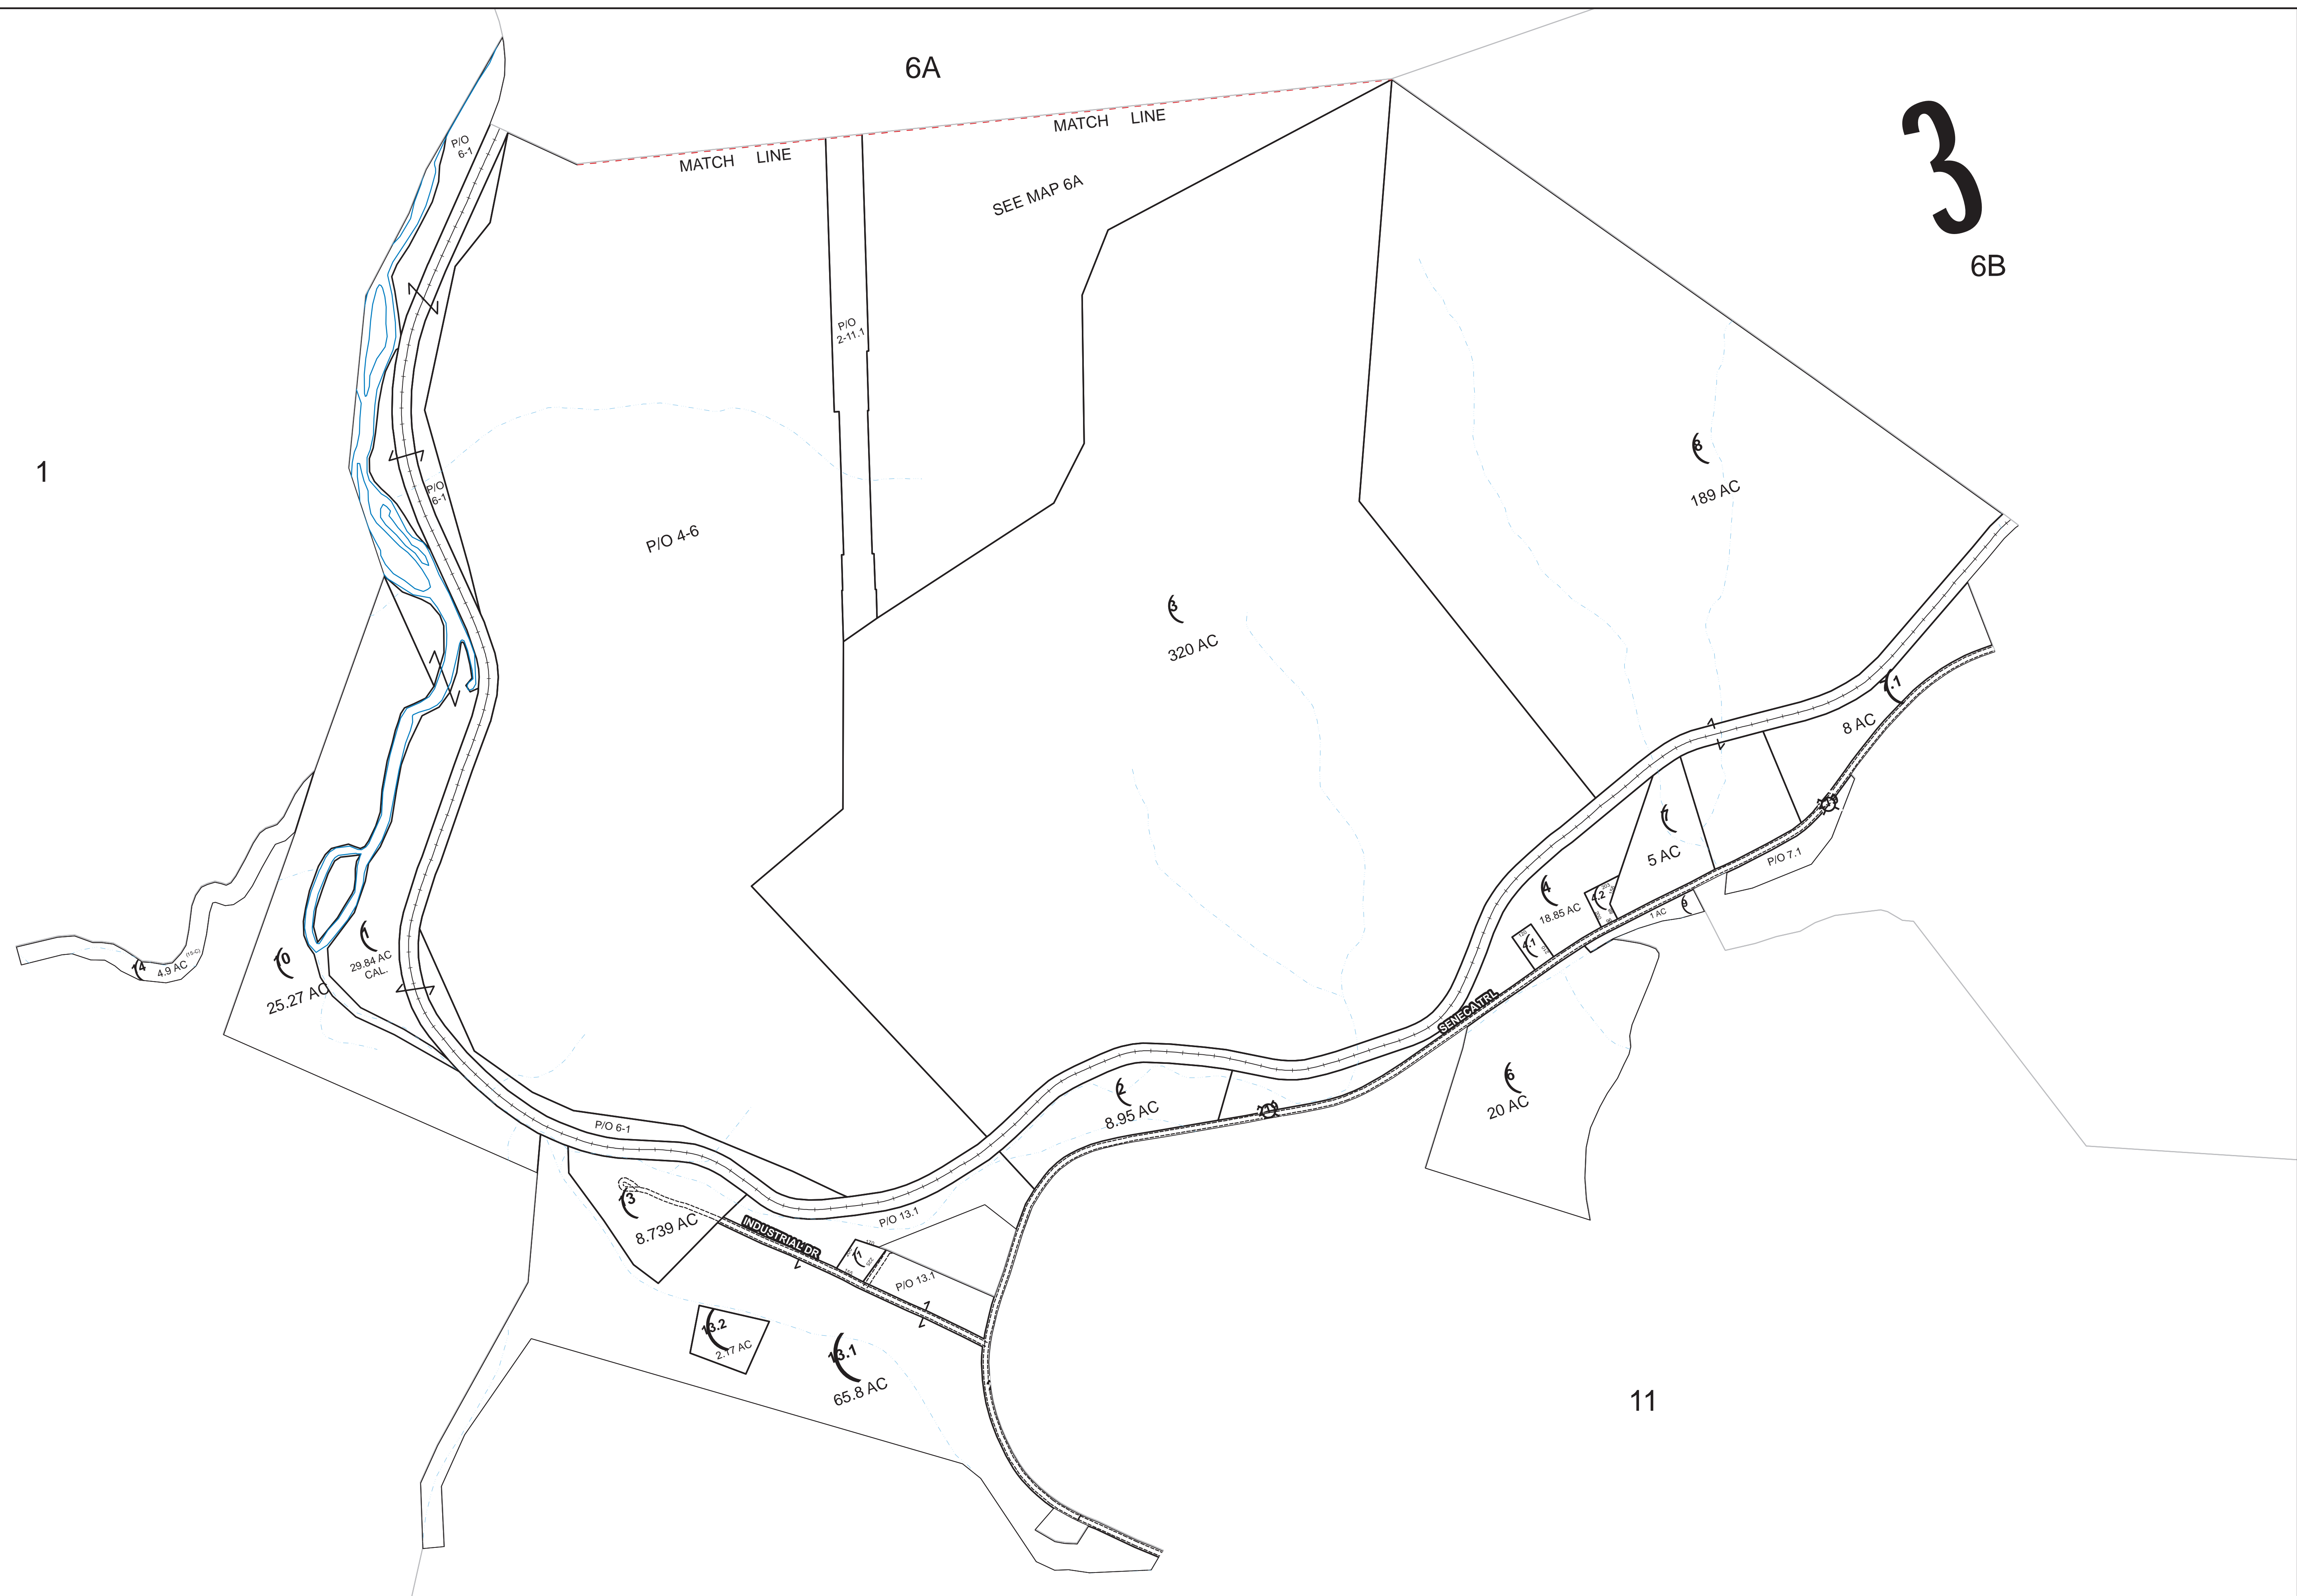 6A
3
6B
MATCH LINE
MATCH LINE
P/O
6-1
SEE MAP 6A
P/O
2-11.1
1
8
189 AC
P/O
6-1
P/O 4-6
3
320 AC
7.1
8 AC
7
5 AC
P/O 7.1
4
18.85 AC
4.2
9
1 AC
4.1
10
25.27 AC
1
29.84 AC
CAL.
14
4.9 AC
SENECA TRL
6
20 AC
2
8.95 AC
219
P/O 6-1
13
8.739 AC
INDUSTRIAL DR
P/O 13.1
11
P/O 13.1
13.2
2.17 AC
13.1
65.8 AC
11